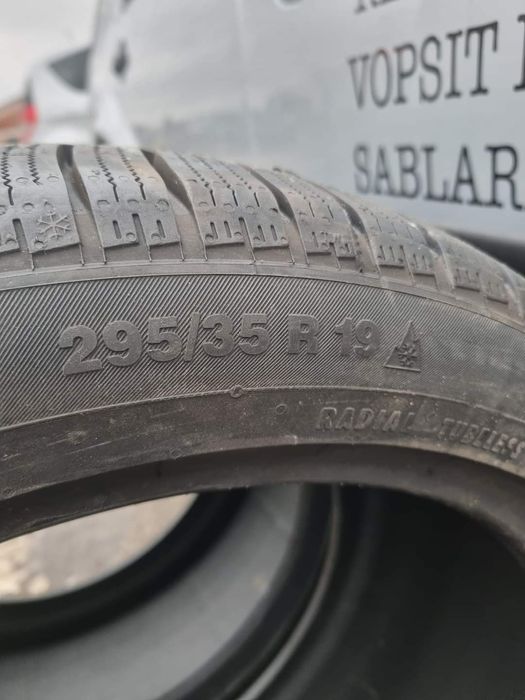 VOPSIT
SABLAR
295/35 R 19
RADIAL TUBELESS